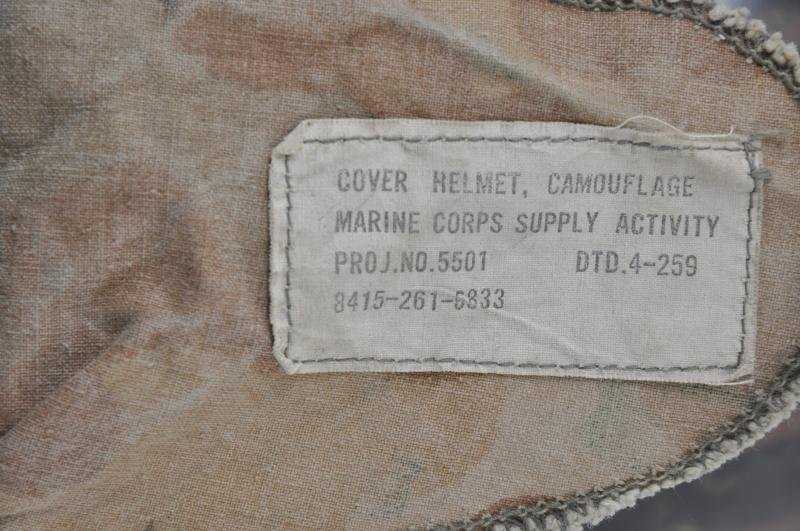 COVER HELMET, CAMOUFLAGE
MARINE CORPS SUPPLY ACTIVITY
PROJ.NO.5501 DTD.4-259
8415-261-6833